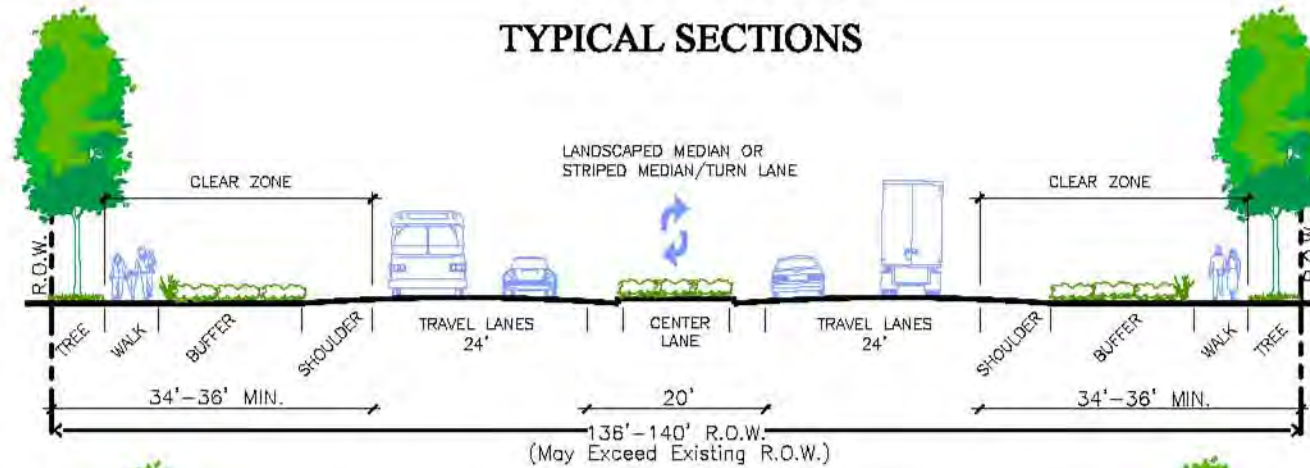 TYPICAL SECTIONS
LANDSCAPED MEDIAN OR
STRIPED MEDIAN/TURN LANE
CLEAR ZONE
CLEAR ZONE
R.O.W.
TREE
WALK
BUFFER
SHOULDER
TRAVEL LANES
24'
CENTER
LANE
TRAVEL LANES
24'
SHOULDER
BUFFER
WALK
TREE
34'-36' MIN.
20'
34'-36' MIN.
136'-140' R.O.W.
(May Exceed Existing R.O.W.)